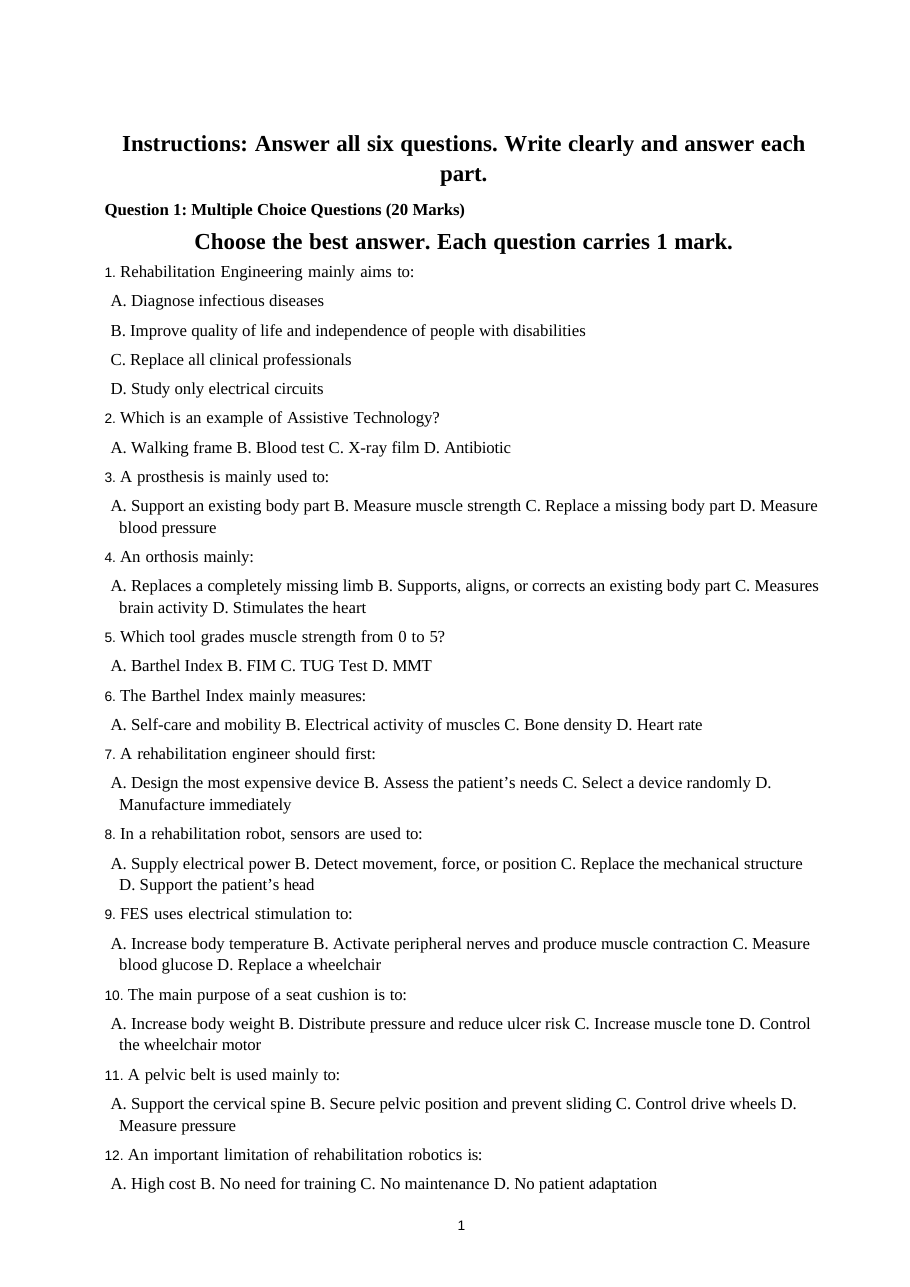 Instructions: Answer all six questions. Write clearly and answer each
part.
Question 1: Multiple Choice Questions (20 Marks)
Choose the best answer. Each question carries 1 mark.
1. Rehabilitation Engineering mainly aims to:
A. Diagnose infectious diseases
B. Improve quality of life and independence of people with disabilities
C. Replace all clinical professionals
D. Study only electrical circuits
2. Which is an example of Assistive Technology?
A. Walking frame B. Blood test C. X-ray film D. Antibiotic
3. A prosthesis is mainly used to:
A. Support an existing body part B. Measure muscle strength C. Replace a missing body part D. Measure
blood pressure
4. An orthosis mainly:
A. Replaces a completely missing limb B. Supports, aligns, or corrects an existing body part C. Measures
brain activity D. Stimulates the heart
5. Which tool grades muscle strength from 0 to 5?
A. Barthel Index B. FIM C. TUG Test D. MMT
6. The Barthel Index mainly measures:
A. Self-care and mobility B. Electrical activity of muscles C. Bone density D. Heart rate
7. A rehabilitation engineer should first:
A. Design the most expensive device B. Assess the patient’s needs C. Select a device randomly D.
Manufacture immediately
8. In a rehabilitation robot, sensors are used to:
A. Supply electrical power B. Detect movement, force, or position C. Replace the mechanical structure
D. Support the patient’s head
9. FES uses electrical stimulation to:
A. Increase body temperature B. Activate peripheral nerves and produce muscle contraction C. Measure
blood glucose D. Replace a wheelchair
10. The main purpose of a seat cushion is to:
A. Increase body weight B. Distribute pressure and reduce ulcer risk C. Increase muscle tone D. Control
the wheelchair motor
11. A pelvic belt is used mainly to:
A. Support the cervical spine B. Secure pelvic position and prevent sliding C. Control drive wheels D.
Measure pressure
12. An important limitation of rehabilitation robotics is:
A. High cost B. No need for training C. No maintenance D. No patient adaptation
1